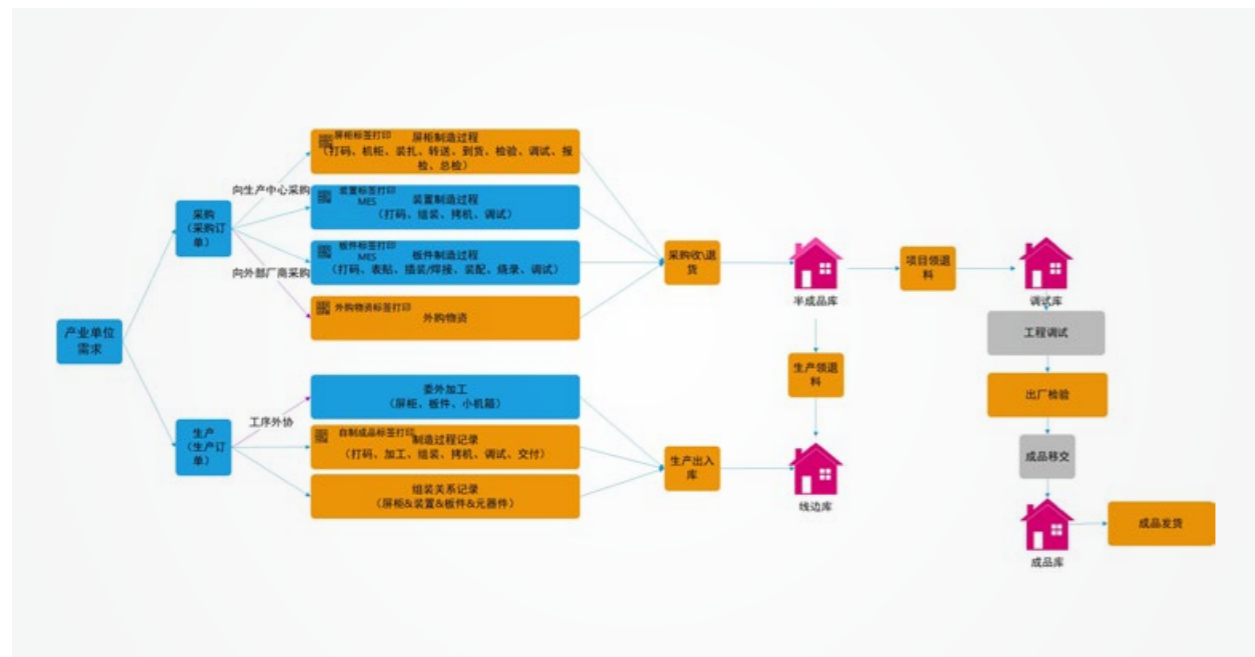 屏柜标签打印
屏柜制造过程
(打码、机柜、装扎、转送、到货、检验、调试、报
检、总检)
向生产中心采购
装置标签打印
MES
装置制造过程
(打码、组装、拷机、调试)
采购
(采购订
单)
板件标签打印
MES
板件制造过程
(打码、表贴、插装/焊接、装配、烧录、调试)
向外部厂商采购
外购物资标签打印
外购物资
采购收\退
货
半成品库
项目领退
料
调试库
产业单位
需求
工程调试
生产领退
料
出厂检验
委外加工
(屏柜、板件、小机箱)
工序外协
生产
(生产订
单)
自制成品标签打印
制造过程记录
(打码、加工、组装、拷机、调试、交付)
组装关系记录
(屏柜&装置&板件&元器件)
生产出入
库
线边库
成品移交
成品库
成品发货